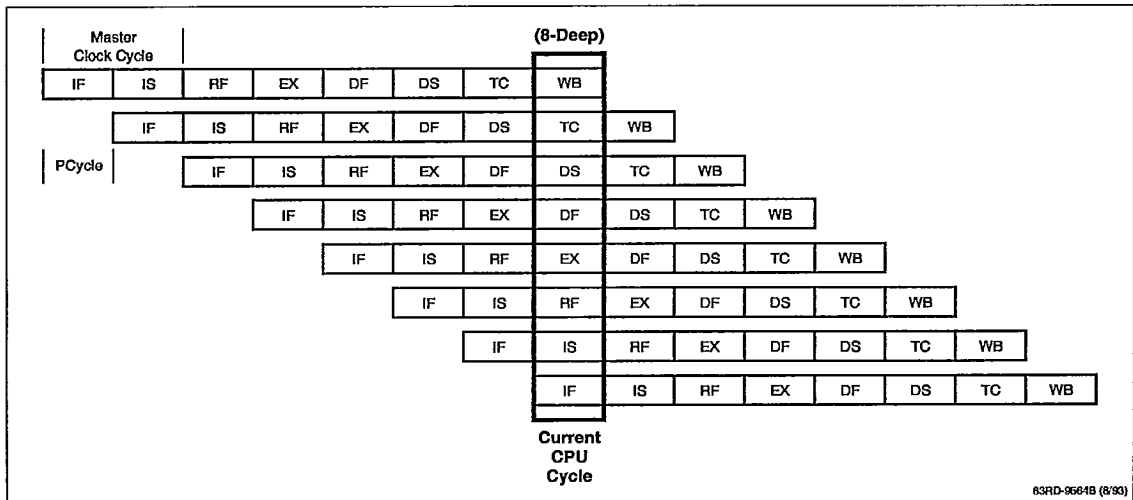 Master
Clock Cycle
(8-Deep)
IF IS RF EX DF DS TC WB
IF IS RF EX DF DS TC WB
PCycle
IF IS RF EX DF DS TC WB
IF IS RF EX DF DS TC WB
IF IS RF EX DF DS TC WB
IF IS RF EX DF DS TC WB
IF IS RF EX DF DS TC WB
IF IS RF EX DF DS TC WB
Current
CPU
Cycle
63RD-9564B (8/93)